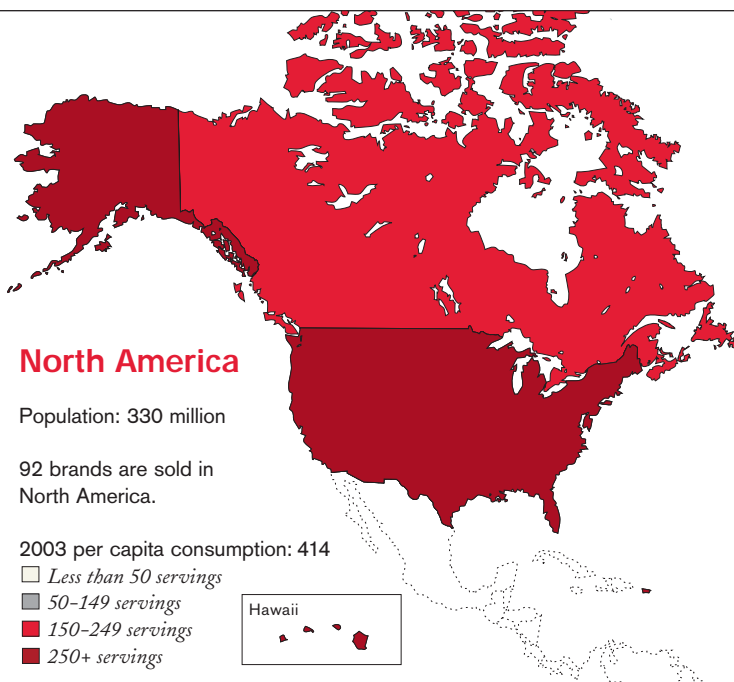 North America
Population: 330 million
92 brands are sold in
North America.
2003 per capita consumption: 414
Less than 50 servings
50-149 servings
150-249 servings
250+ servings
Hawaii